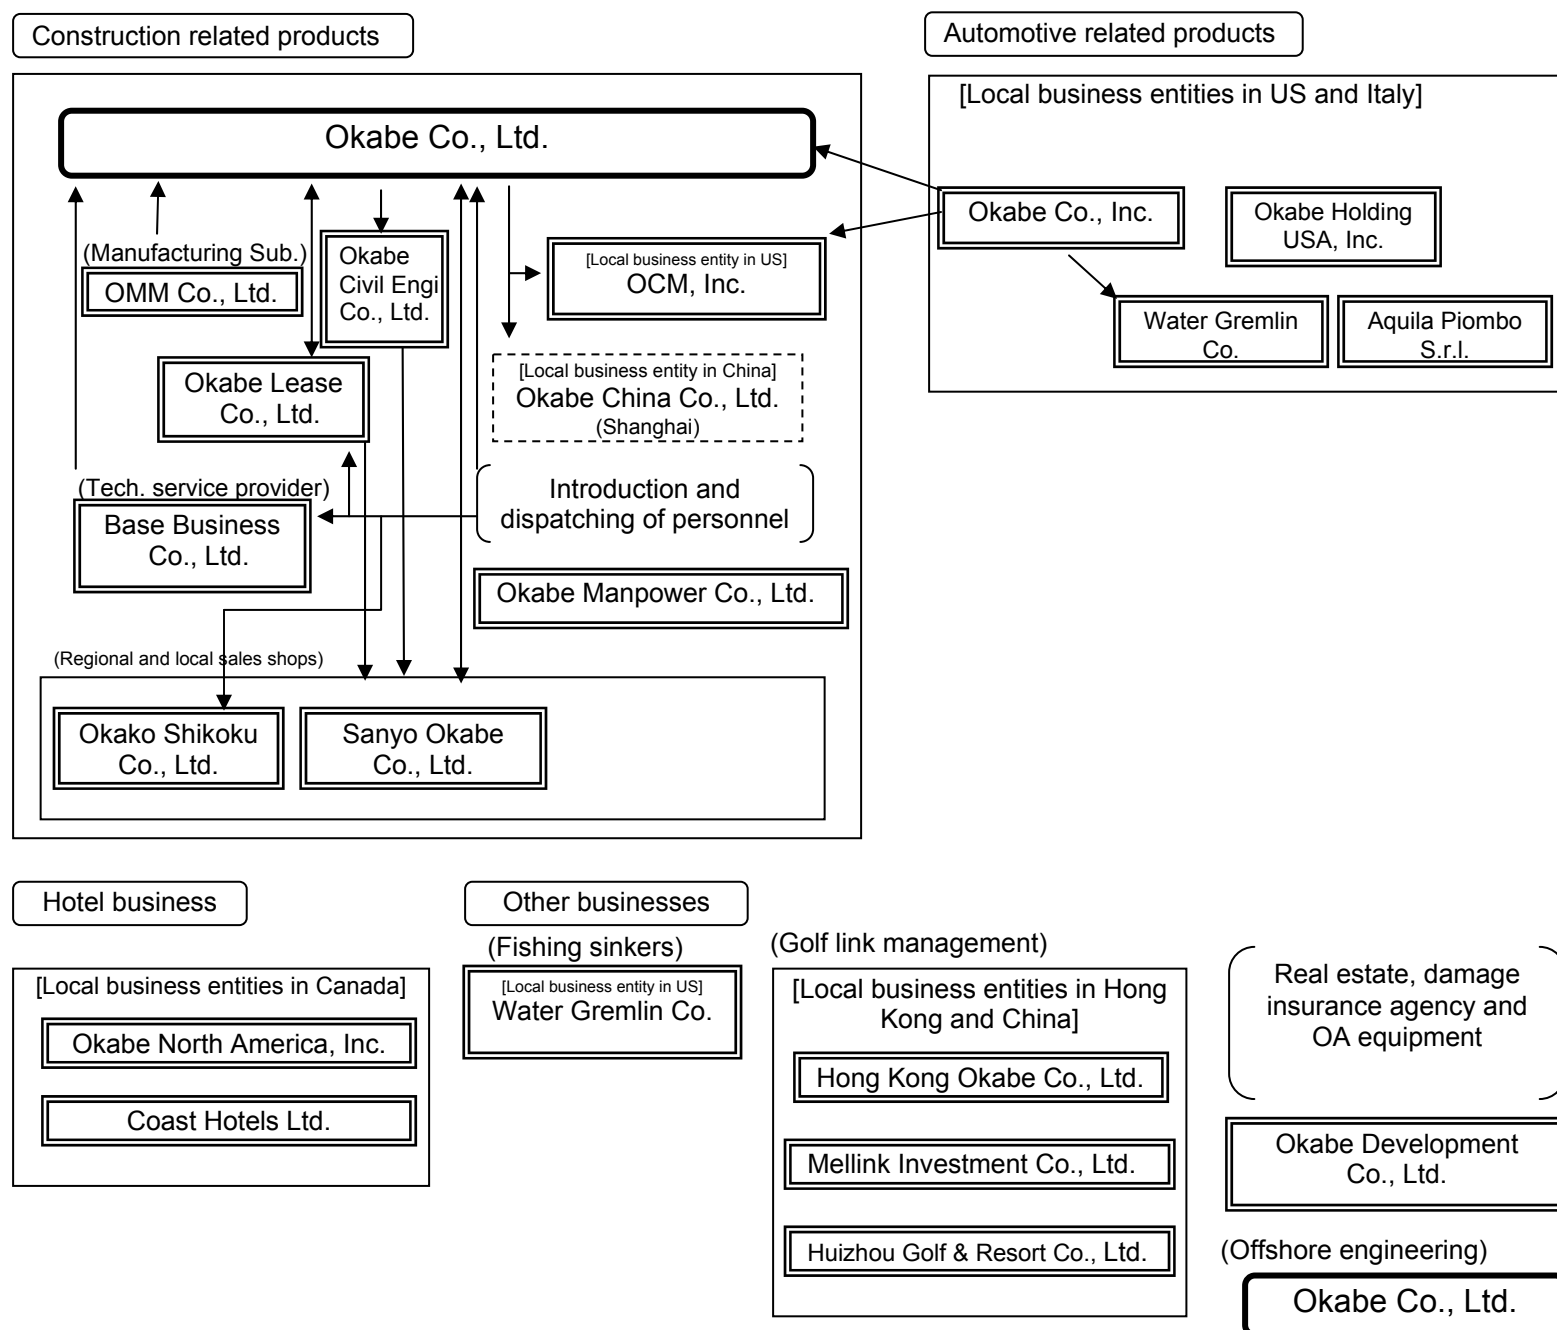 Construction related products
Automotive related products
[Local business entities in US and Italy]
Okabe Co., Ltd.
Okabe Co., Inc.
Okabe Holding
USA, Inc.
Water Gremlin
Co.
Aquila Piombo
S.r.l.
(Manufacturing Sub.)
OMM Co., Ltd.
Okabe
Civil Engi
Co., Ltd.
[Local business entity in US]
OCM, Inc.
Okabe Lease
Co., Ltd.
[Local business entity in China]
Okabe China Co., Ltd.
(Shanghai)
(Tech. service provider)
Base Business
Co., Ltd.
Introduction and
dispatching of personnel
Okabe Manpower Co., Ltd.
(Regional and local sales shops)
Okako Shikoku
Co., Ltd.
Sanyo Okabe
Co., Ltd.
Hotel business
[Local business entities in Canada]
Okabe North America, Inc.
Coast Hotels Ltd.
Other businesses
(Fishing sinkers)
[Local business entity in US]
Water Gremlin Co.
(Golf link management)
[Local business entities in Hong
Kong and China]
Hong Kong Okabe Co., Ltd.
Mellink Investment Co., Ltd.
Huizhou Golf & Resort Co., Ltd.
Real estate, damage
insurance agency and
OA equipment
Okabe Development
Co., Ltd.
(Offshore engineering)
Okabe Co., Ltd.